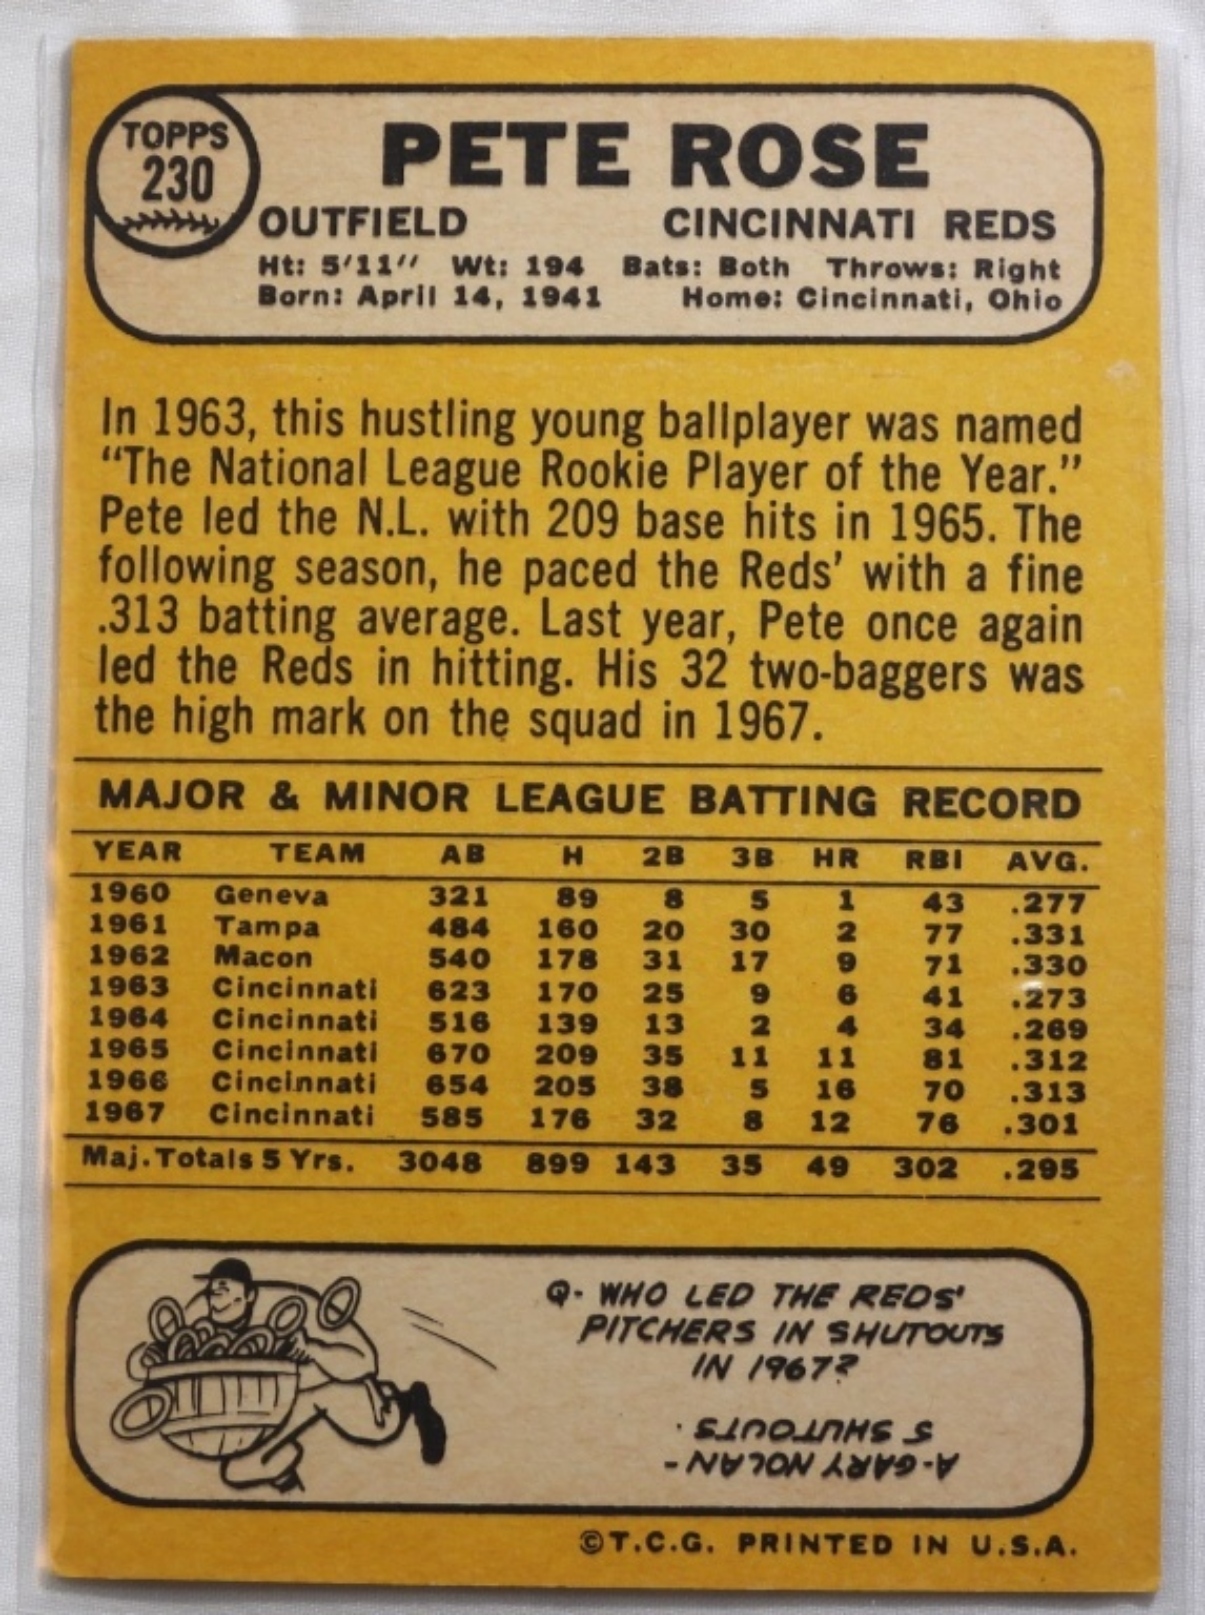 TOPPS
230
PETE ROSE
OUTFIELD CINCINNATI REDS
Ht: 5'11" Wt: 194 Bats: Both Throws: Right
Born: April 14, 1941 Home: Cincinnati, Ohio
In 1963, this hustling young ballplayer was named
“The National League Rookie Player of the Year.”
Pete led the N.L. with 209 base hits in 1965. The
following season, he paced the Reds’ with a fine
.313 batting average. Last year, Pete once again
led the Reds in hitting. His 32 two-baggers was
the high mark on the squad in 1967.
MAJOR & MINOR LEAGUE BATTING RECORD
YEAR TEAM AB H 2B 3B HR RBI AVG.
1960 Geneva 321 89 8 5 1 43 .277
1961 Tampa 484 160 20 30 2 77 .331
1962 Macon 540 178 31 17 9 71 .330
1963 Cincinnati 623 170 25 9 6 41 .273
1964 Cincinnati 516 139 13 2 4 34 .269
1965 Cincinnati 670 209 35 11 11 81 .312
1966 Cincinnati 654 205 38 5 16 70 .313
1967 Cincinnati 585 176 32 8 12 76 .301
Maj. Totals 5 Yrs. 3048 899 143 35 49 302 .295
Q- WHO LED THE REDS'
PITCHERS IN SHUTOUTS
IN 1967?
A-GARY NOLAN-
5 SHUTOUTS.
©T.C.G. PRINTED IN U.S.A.